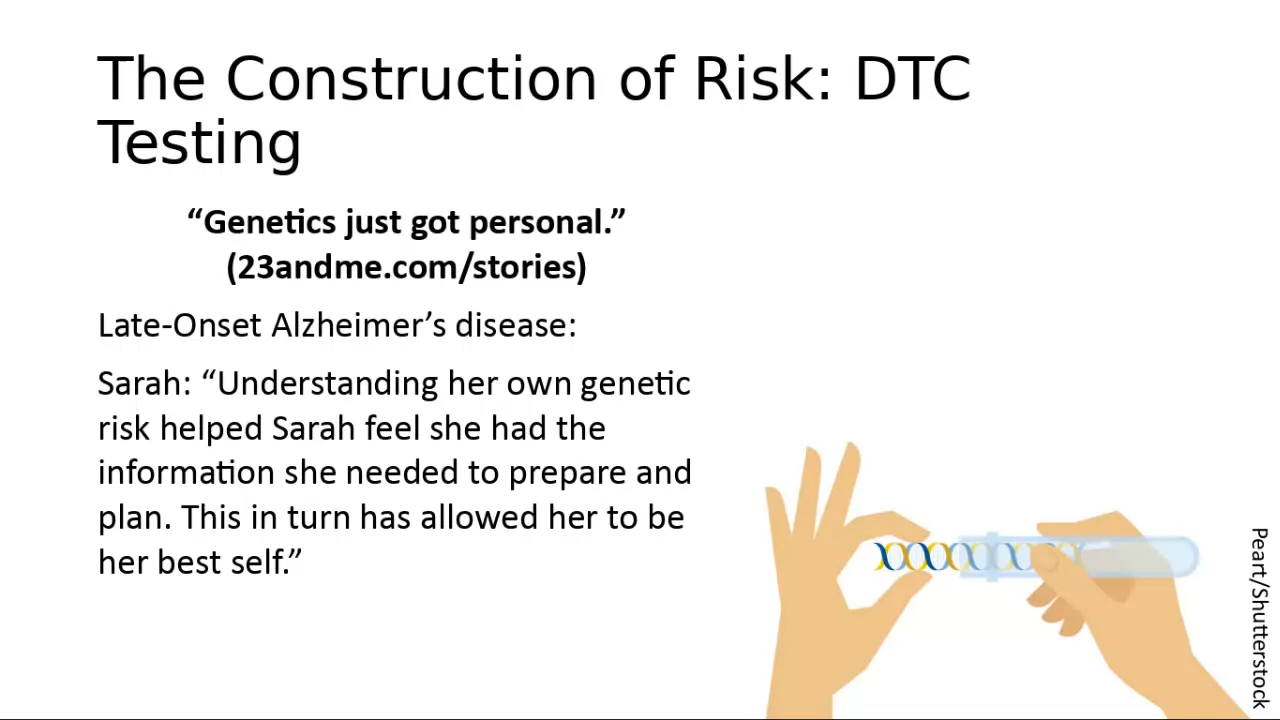 The Construction of Risk: DTC
Testing
“Genetics just got personal.”
(23andme.com/stories)
Late-Onset Alzheimer’s disease:
Sarah: “Understanding her own genetic
risk helped Sarah feel she had the
information she needed to prepare and
plan. This in turn has allowed her to be
her best self.”
Peart/Shutterstock